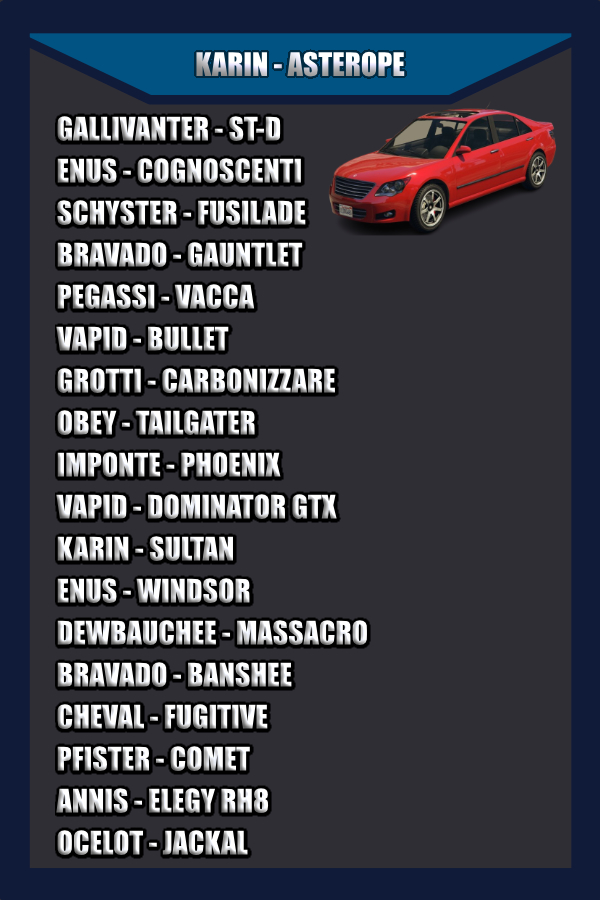 KARIN - ASTEROPE
GALLIVANTER - ST-D
ENUS - COGNOSCENTI
SCHYSTER - FUSILADE
BRAVADO - GAUNTLET
PEGASSI - VACCA
VAPID - BULLET
GROTTI - CARBONIZZARE
OBEY - TAILGATER
IMPONTE - PHOENIX
VAPID - DOMINATOR GTX
KARIN - SULTAN
ENUS - WINDSOR
DEWBAUCHEE - MASSACRO
BRAVADO - BANSHEE
CHEVAL - FUGITIVE
PFISTER - COMET
ANNIS - ELEGY RH8
OCELOT - JACKAL